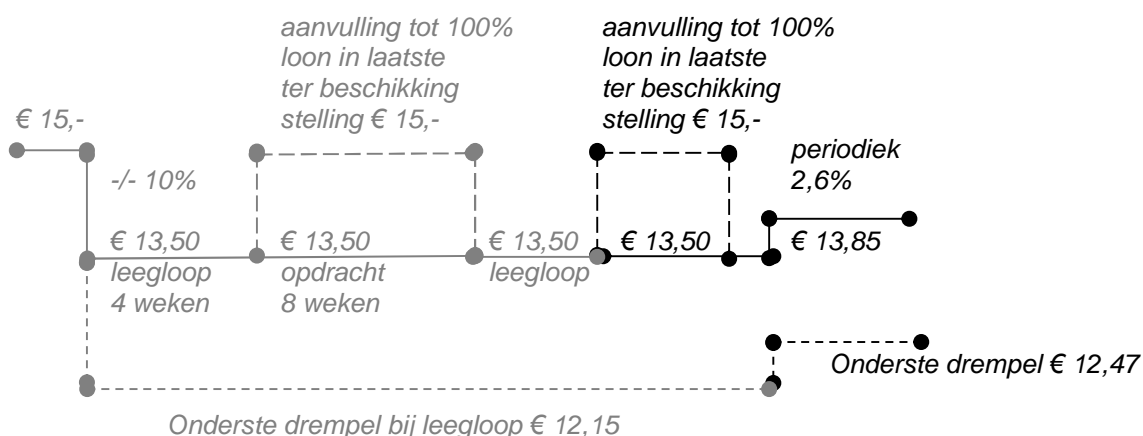 aanvulling tot 100%
loon in laatste
ter beschikking
stelling € 15,-
aanvulling tot 100%
loon in laatste
ter beschikking
stelling € 15,-
€ 15,-
-/- 10%
periodiek
2,6%
€ 13,50
leegloop
4 weken
€ 13,50
opdracht
8 weken
€ 13,50
leegloop
€ 13,50
€ 13,85
Onderste drempel € 12,47
Onderste drempel bij leegloop € 12,15